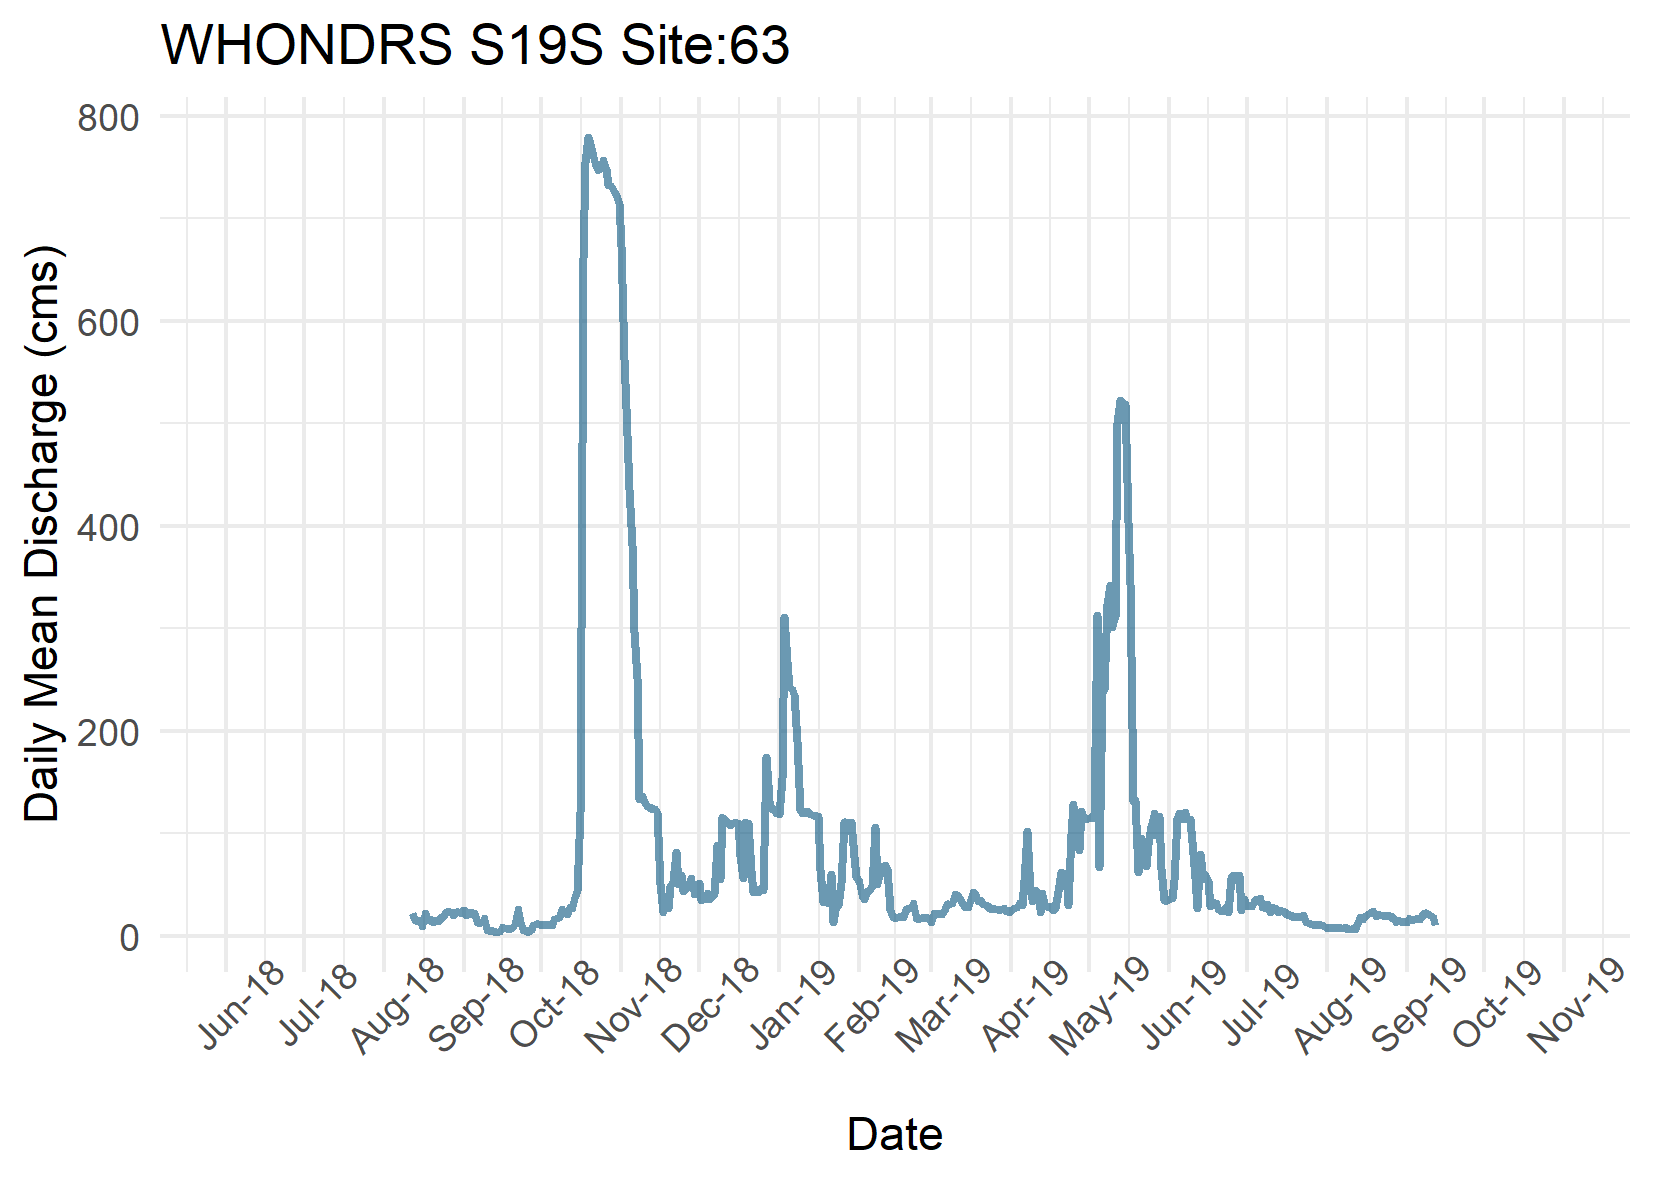 WHONDRS S19S Site:63
800
600
400
200
0
Daily Mean Discharge (cms)
Jun-18
Jul-18
Aug-18
Sep-18
Oct-18
Nov-18
Dec-18
Jan-19
Feb-19
Mar-19
Apr-19
May-19
Jun-19
Jul-19
Aug-19
Sep-19
Oct-19
Nov-19
Date